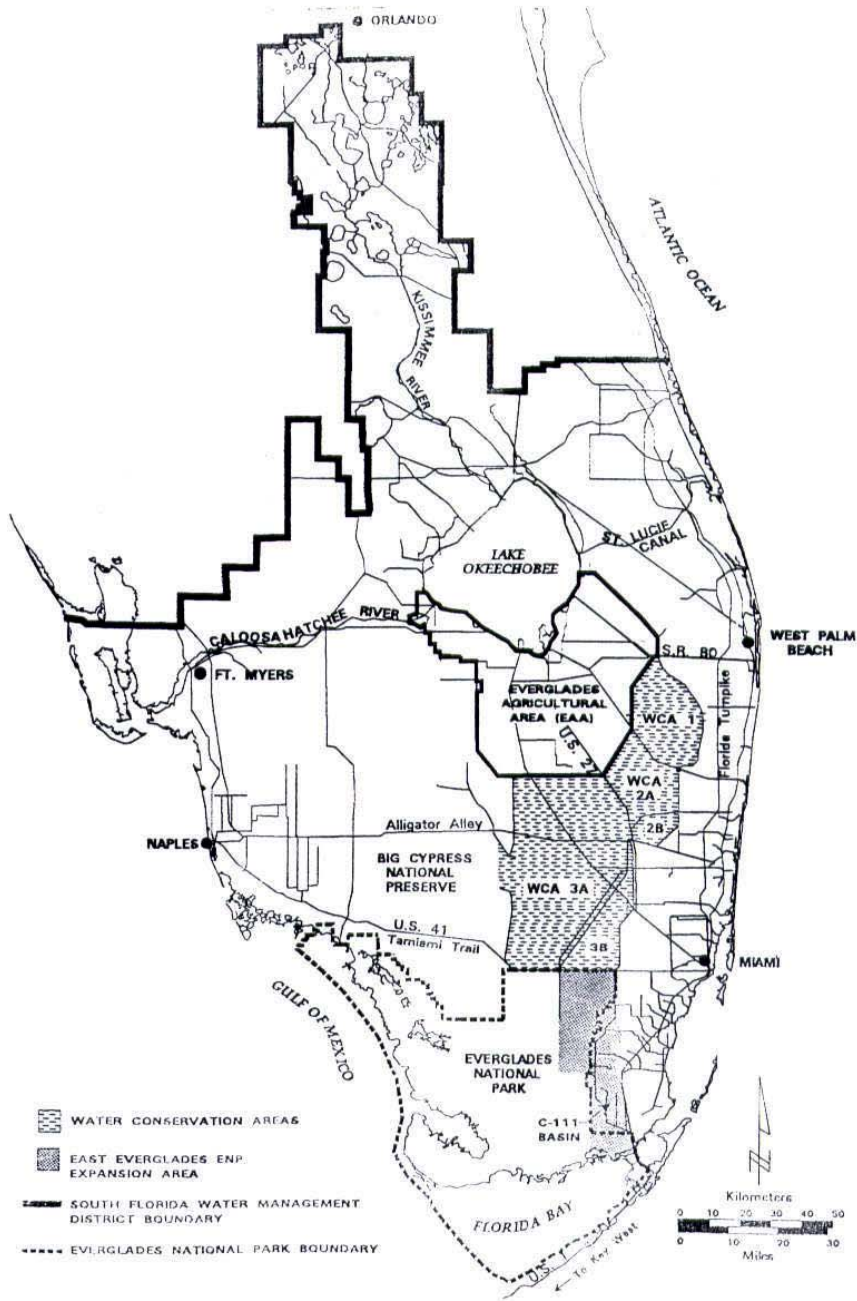 ORLANDO
ATLANTIC OCEAN
KISSIMMEE
RIVER
ST. LUCIE
CANAL
LAKE
OKEECHOBEE
CALOOSAHATCHEE RIVER
WEST PALM
BEACH
S.R. 80
FT. MYERS
EVERGLADES
AGRICULTURAL
AREA (EAA)
WCA 1
U.S. 27
Florida Turnpike
WCA
2A
2B
Alligator Alley
NAPLES
BIG CYPRESS
NATIONAL
PRESERVE
WCA 3A
U.S. 41
Tamiami Trail
3B
MIAMI
GULF OF MEXICO
EVERGLADES
NATIONAL
PARK
C-111
BASIN
WATER CONSERVATION AREAS
EAST EVERGLADES ENP
EXPANSION AREA
SOUTH FLORIDA WATER MANAGEMENT
DISTRICT BOUNDARY
EVERGLADES NATIONAL PARK BOUNDARY
FLORIDA BAY
U.S. 1
To Key West
Kilometers
0 10 20 30 40 50
0 10 20 30
Miles